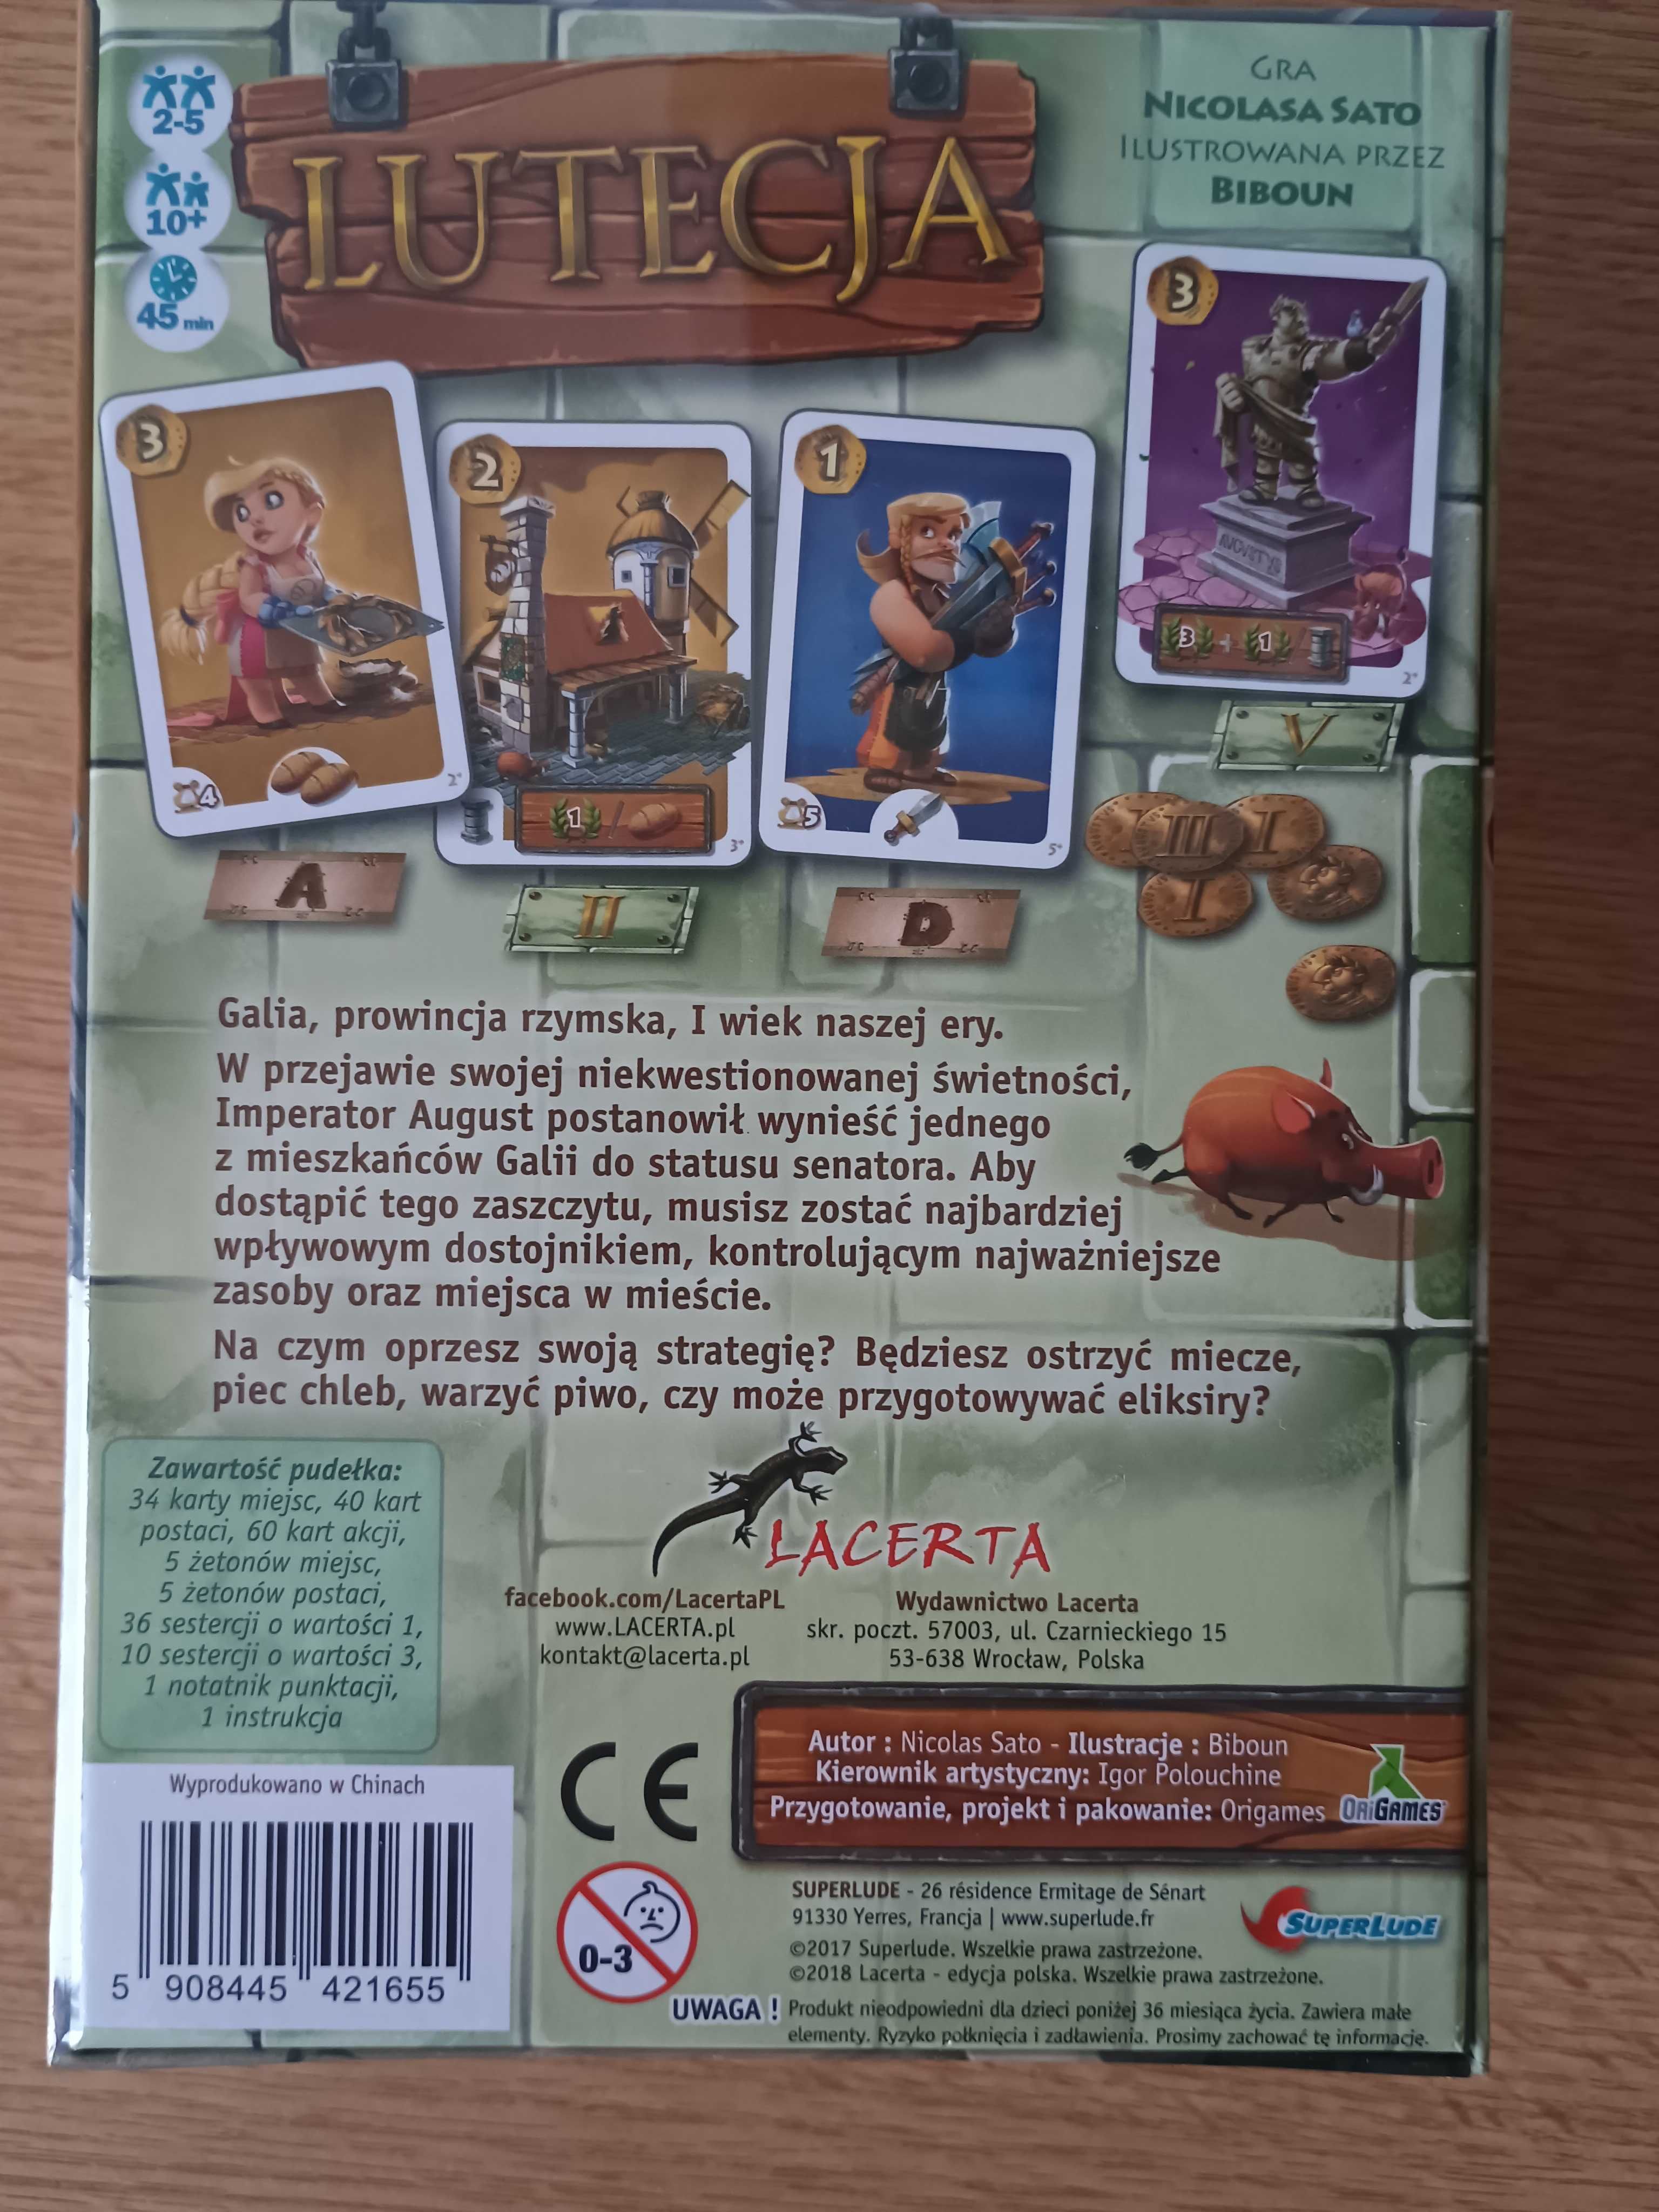 2-5
10+
45 min
LUTECJA
GRA
NICOLASA SATO
ILUSTROWANA PRZEZ
BIBOUN
3
4
2+
A
2
1 / 
3+
II
1
5
5+
D
3
AVGVSTVS
3 + 1
2+
V
I III I
I
Galia, prowincja rzymska, I wiek naszej ery.
W przejawie swojej niekwestionowanej świetności,
Imperator August postanowił wynieść jednego
z mieszkańców Galii do statusu senatora. Aby
dostąpić tego zaszczytu, musisz zostać najbardziej
wpływowym dostojnikiem, kontrolującym najważniejsze
zasoby oraz miejsca w mieście.
Na czym oprzesz swoją strategię? Będziesz ostrzyć miecze,
piec chleb, warzyć piwo, czy może przygotowywać eliksiry?
Zawartość pudełka:
34 karty miejsc, 40 kart
postaci, 60 kart akcji,
5 żetonów miejsc,
5 żetonów postaci,
36 sestercji o wartości 1,
10 sestercji o wartości 3,
1 notatnik punktacji,
1 instrukcja
LACERTA
facebook.com/LacertaPL
www.LACERTA.pl
kontakt@lacerta.pl
Wydawnictwo Lacerta
skr. poczt. 57003, ul. Czarnieckiego 15
53-638 Wrocław, Polska
Wyprodukowano w Chinach
5 908445 421655
CE
0-3
Autor : Nicolas Sato - Ilustracje : Biboun
Kierownik artystyczny: Igor Polouchine
Przygotowanie, projekt i pakowanie: Origames
ORIGAMES
SUPERLUDE - 26 résidence Ermitage de Sénart
91330 Yerres, Francja | www.superlude.fr
SUPERLUDE
©2017 Superlude. Wszelkie prawa zastrzeżone.
©2018 Lacerta - edycja polska. Wszelkie prawa zastrzeżone.
UWAGA ! Produkt nieodpowiedni dla dzieci poniżej 36 miesiąca życia. Zawiera małe
elementy. Ryzyko połknięcia i zadławienia. Prosimy zachować tę informację.